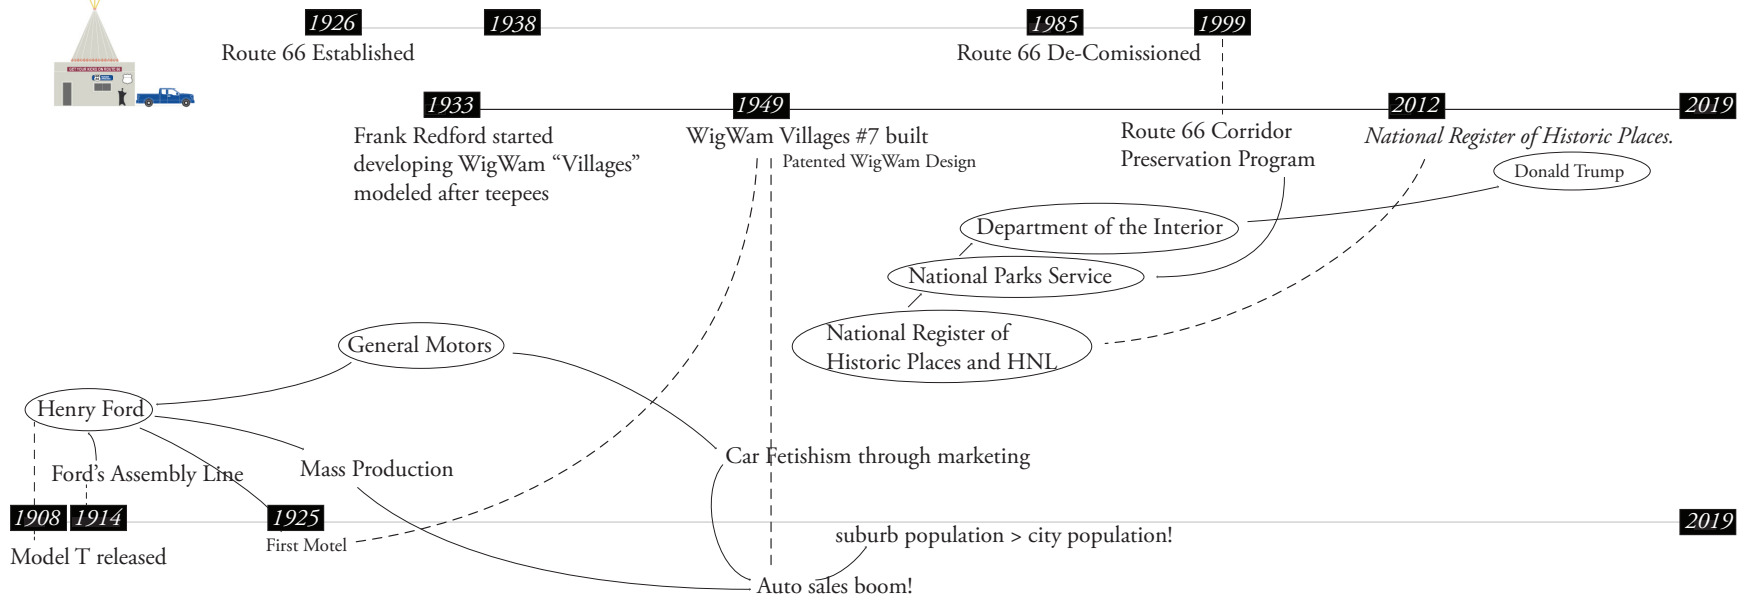 1926
1938
1985
1999
Route 66 Established
Route 66 De-Comissioned
1933
1949
2012
2019
Frank Redford started
developing WigWam “Villages”
modeled after teepees
WigWam Villages #7 built
Patented WigWam Design
Route 66 Corridor
Preservation Program
National Register of Historic Places.
Donald Trump
Department of the Interior
National Parks Service
National Register of
Historic Places and HNL
General Motors
Henry Ford
Ford’s Assembly Line
Mass Production
Car Fetishism through marketing
1908
1914
1925
2019
First Motel
Model T released
suburb population > city population!
Auto sales boom!